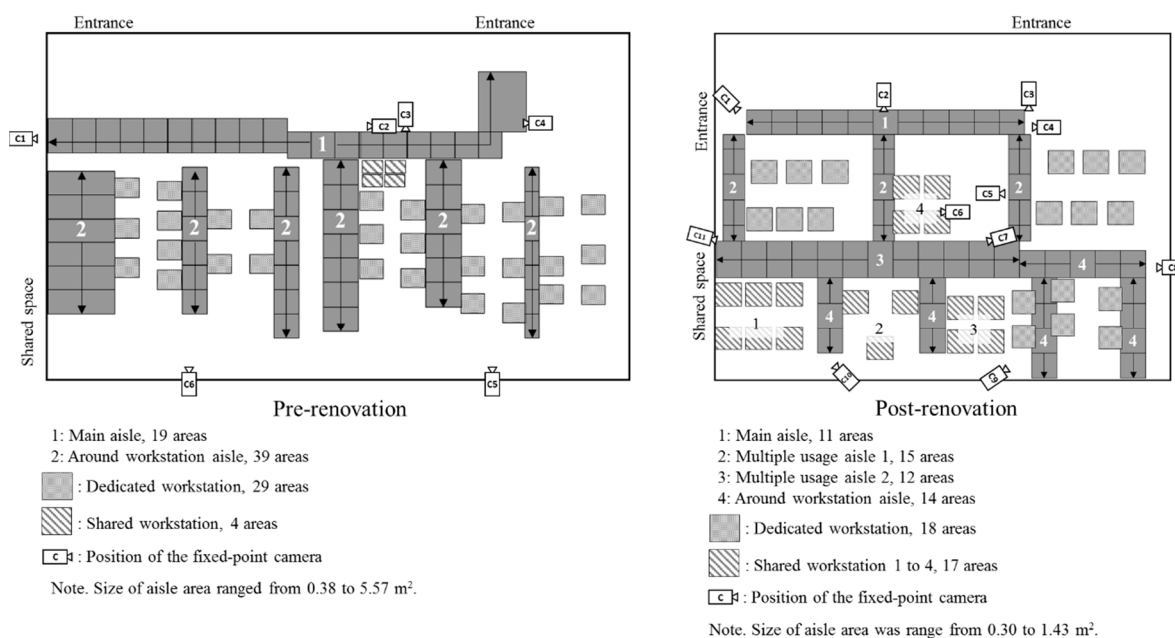 Entrance
Entrance
C1
C2
C3
C4
1
2
2
2
2
2
2
Shared space
C6
C5
Pre-renovation
1: Main aisle, 19 areas
2: Around workstation aisle, 39 areas
: Dedicated workstation, 29 areas
: Shared workstation, 4 areas
C
: Position of the fixed-point camera
Note. Size of aisle area ranged from 0.38 to 5.57 m².
Entrance
Entrance
C1
C2
C3
C4
1
2
2
2
C5
4
C6
C11
C7
3
4
Shared space
1
4
2
4
3
4
4
C10
C9
Post-renovation
1: Main aisle, 11 areas
2: Multiple usage aisle 1, 15 areas
3: Multiple usage aisle 2, 12 areas
4: Around workstation aisle, 14 areas
: Dedicated workstation, 18 areas
: Shared workstation 1 to 4, 17 areas
C
: Position of the fixed-point camera
Note. Size of aisle area was range from 0.30 to 1.43 m².